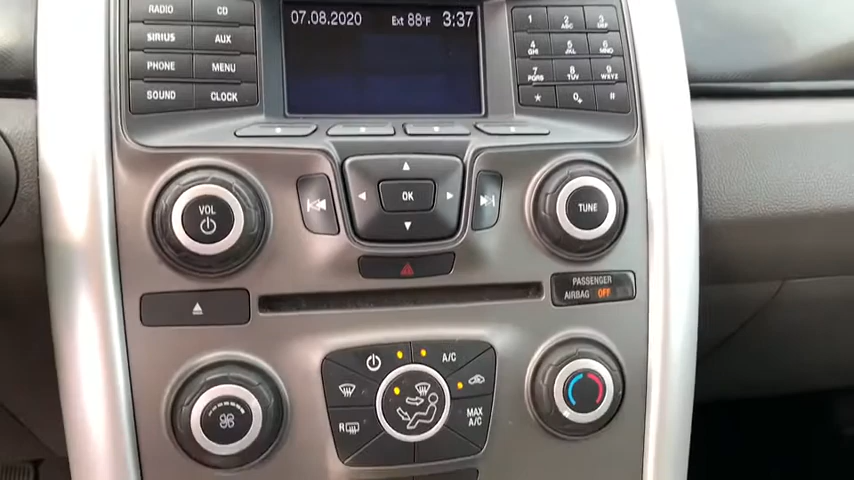 RADIO CD
SIRIUS AUX
PHONE MENU
SOUND CLOCK
07.08.2020 Ext 88°F 3:37
1 2 ABC 3 DEF
4 GHI 5 JKL 6 MNO
7 PQRS 8 TUV 9 WXYZ
* 0 + #
VOL
OK
TUNE
PASSENGER
AIRBAG OFF
A/C
R
MAX
A/C